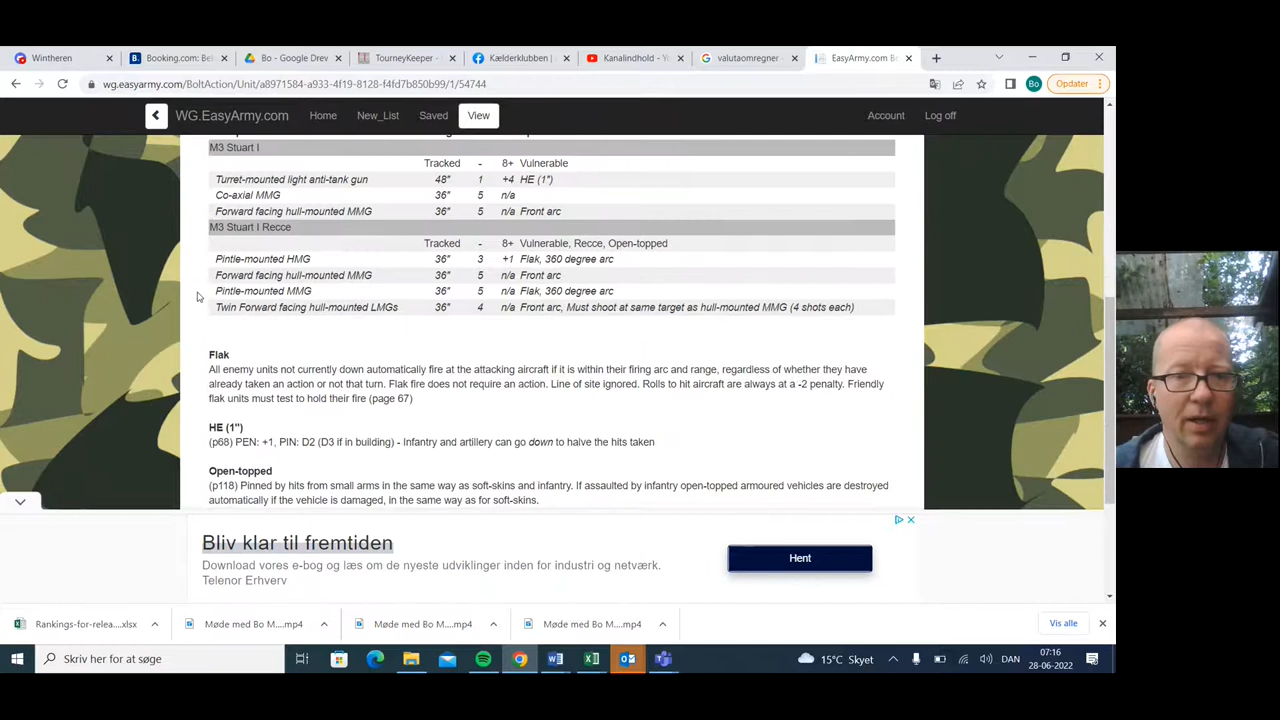 Wintheren
Booking.com: Bel
Bo - Google Drev
TourneyKeeper -
Kælderklubben |
Kanalindhold - Yo
valutaomregner -
EasyArmy.com Bo
wg.easyarmy.com/BoltAction/Unit/a8971584-a933-4f19-8128-f4fd7b850b99/1/54744
Bo
Opdater
WG.EasyArmy.com
Home
New_List
Saved
View
Account
Log off
M3 Stuart I
Tracked - 8+ Vulnerable
Turret-mounted light anti-tank gun 48" 1 +4 HE (1")
Co-axial MMG 36" 5 n/a
Forward facing hull-mounted MMG 36" 5 n/a Front arc
M3 Stuart I Recce
Tracked - 8+ Vulnerable, Recce, Open-topped
Pintle-mounted HMG 36" 3 +1 Flak, 360 degree arc
Forward facing hull-mounted MMG 36" 5 n/a Front arc
Pintle-mounted MMG 36" 5 n/a Flak, 360 degree arc
Twin Forward facing hull-mounted LMGs 36" 4 n/a Front arc, Must shoot at same target as hull-mounted MMG (4 shots each)
Flak
All enemy units not currently down automatically fire at the attacking aircraft if it is within their firing arc and range, regardless of whether they have
already taken an action or not that turn. Flak fire does not require an action. Line of site ignored. Rolls to hit aircraft are always at a -2 penalty. Friendly
flak units must test to hold their fire (page 67)
HE (1")
(p68) PEN: +1, PIN: D2 (D3 if in building) - Infantry and artillery can go down to halve the hits taken
Open-topped
(p118) Pinned by hits from small arms in the same way as soft-skins and infantry. If assaulted by infantry open-topped armoured vehicles are destroyed
automatically if the vehicle is damaged, in the same way as for soft-skins.
Bliv klar til fremtiden
Download vores e-bog og læs om de nyeste udviklinger inden for industri og netværk.
Telenor Erhverv
Hent
Rankings-for-relea....xlsx
Møde med Bo M....mp4
Møde med Bo M....mp4
Møde med Bo M....mp4
Vis alle
Skriv her for at søge
15°C Skyet
DAN
07:16
28-06-2022